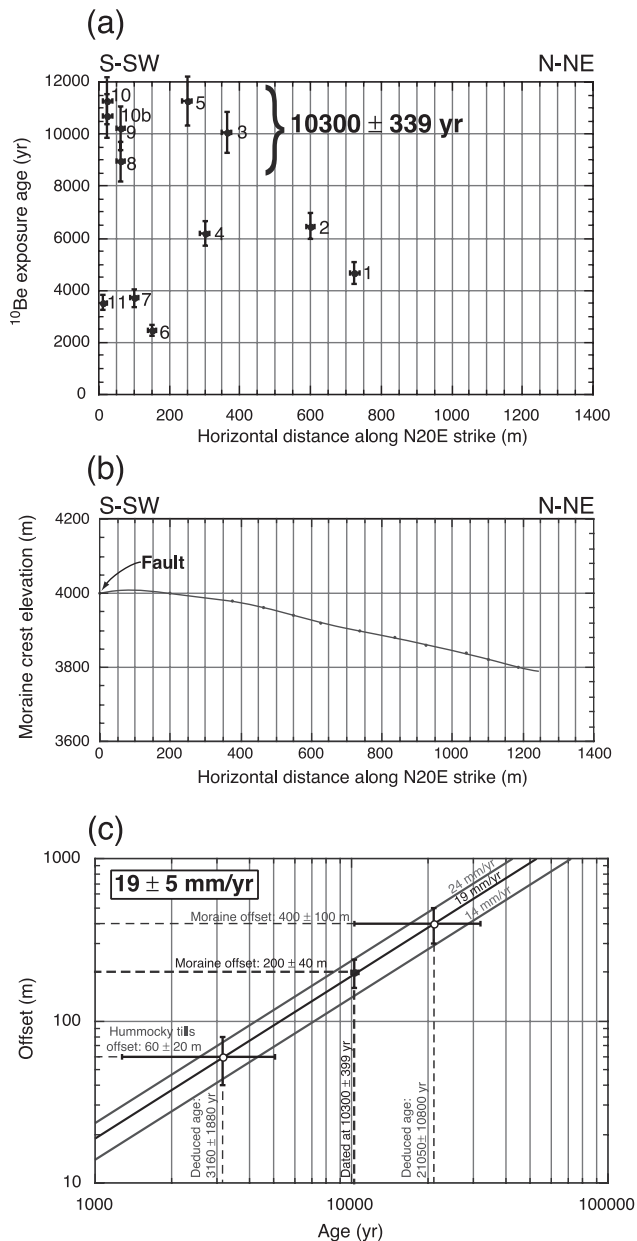 (a)
S-SW
N-NE
12000
10000
8000
6000
4000
2000
0
¹⁰Be exposure age (yr)
10
10b
9
8
5
3
10300 ± 339 yr
4
2
1
11
7
6
0
200
400
600
800
1000
1200
1400
Horizontal distance along N20E strike (m)
(b)
S-SW
N-NE
4200
4000
3800
3600
Moraine crest elevation (m)
Fault
0
200
400
600
800
1000
1200
1400
Horizontal distance along N20E strike (m)
(c)
1000
100
10
Offset (m)
19 ± 5 mm/yr
24 mm/yr
19 mm/yr
14 mm/yr
Moraine offset: 400 ± 100 m
Moraine offset: 200 ± 40 m
Hummocky tills
offset: 60 ± 20 m
Deduced age:
3160 ± 1880 yr
Dated at 10300 ± 399 yr
Deduced age:
21050± 10800 yr
1000
10000
100000
Age (yr)